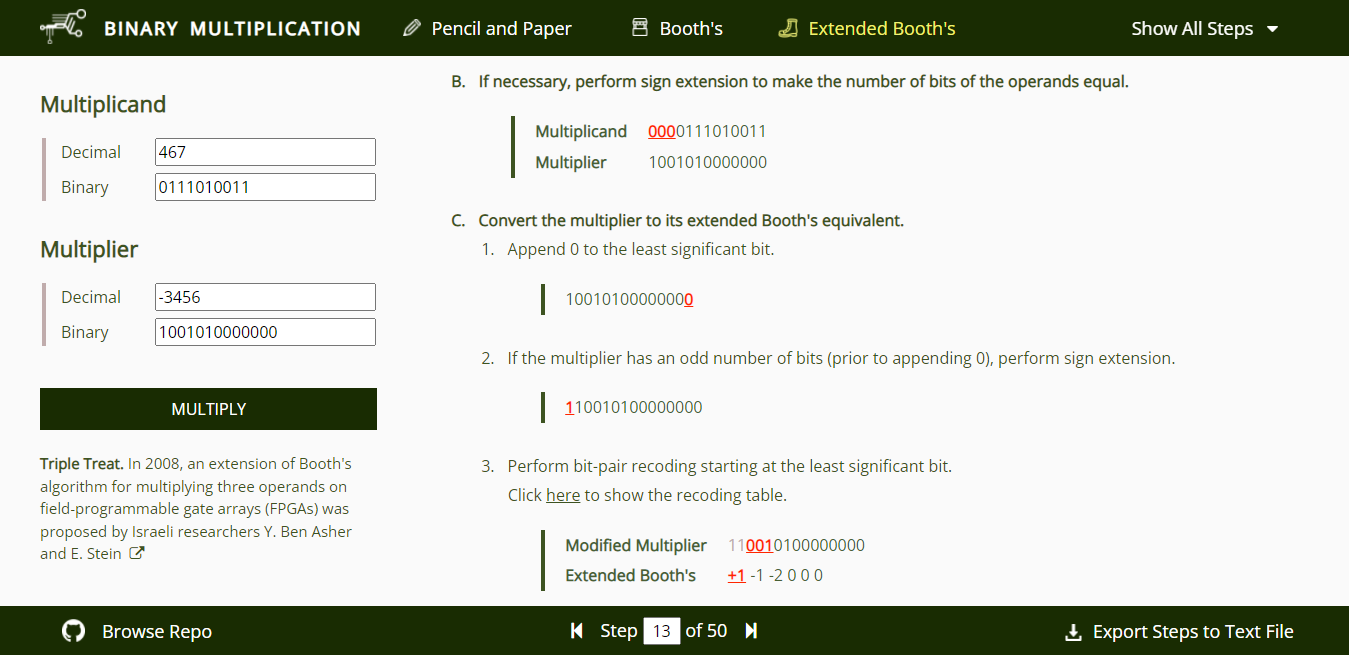 BINARY MULTIPLICATION
Pencil and Paper
Booth's
Extended Booth's
Show All Steps
Multiplicand
Decimal 467
Binary 0111010011
Multiplier
Decimal -3456
Binary 1001010000000
MULTIPLY
Triple Treat. In 2008, an extension of Booth's
algorithm for multiplying three operands on
field-programmable gate arrays (FPGAs) was
proposed by Israeli researchers Y. Ben Asher
and E. Stein
B. If necessary, perform sign extension to make the number of bits of the operands equal.
Multiplicand 0000111010011
Multiplier 1001010000000
C. Convert the multiplier to its extended Booth's equivalent.
1. Append 0 to the least significant bit.
10010100000000
2. If the multiplier has an odd number of bits (prior to appending 0), perform sign extension.
110010100000000
3. Perform bit-pair recoding starting at the least significant bit.
Click here to show the recoding table.
Modified Multiplier 110010100000000
Extended Booth's +1 -1 -2 0 0 0
Browse Repo
Step 13 of 50
Export Steps to Text File